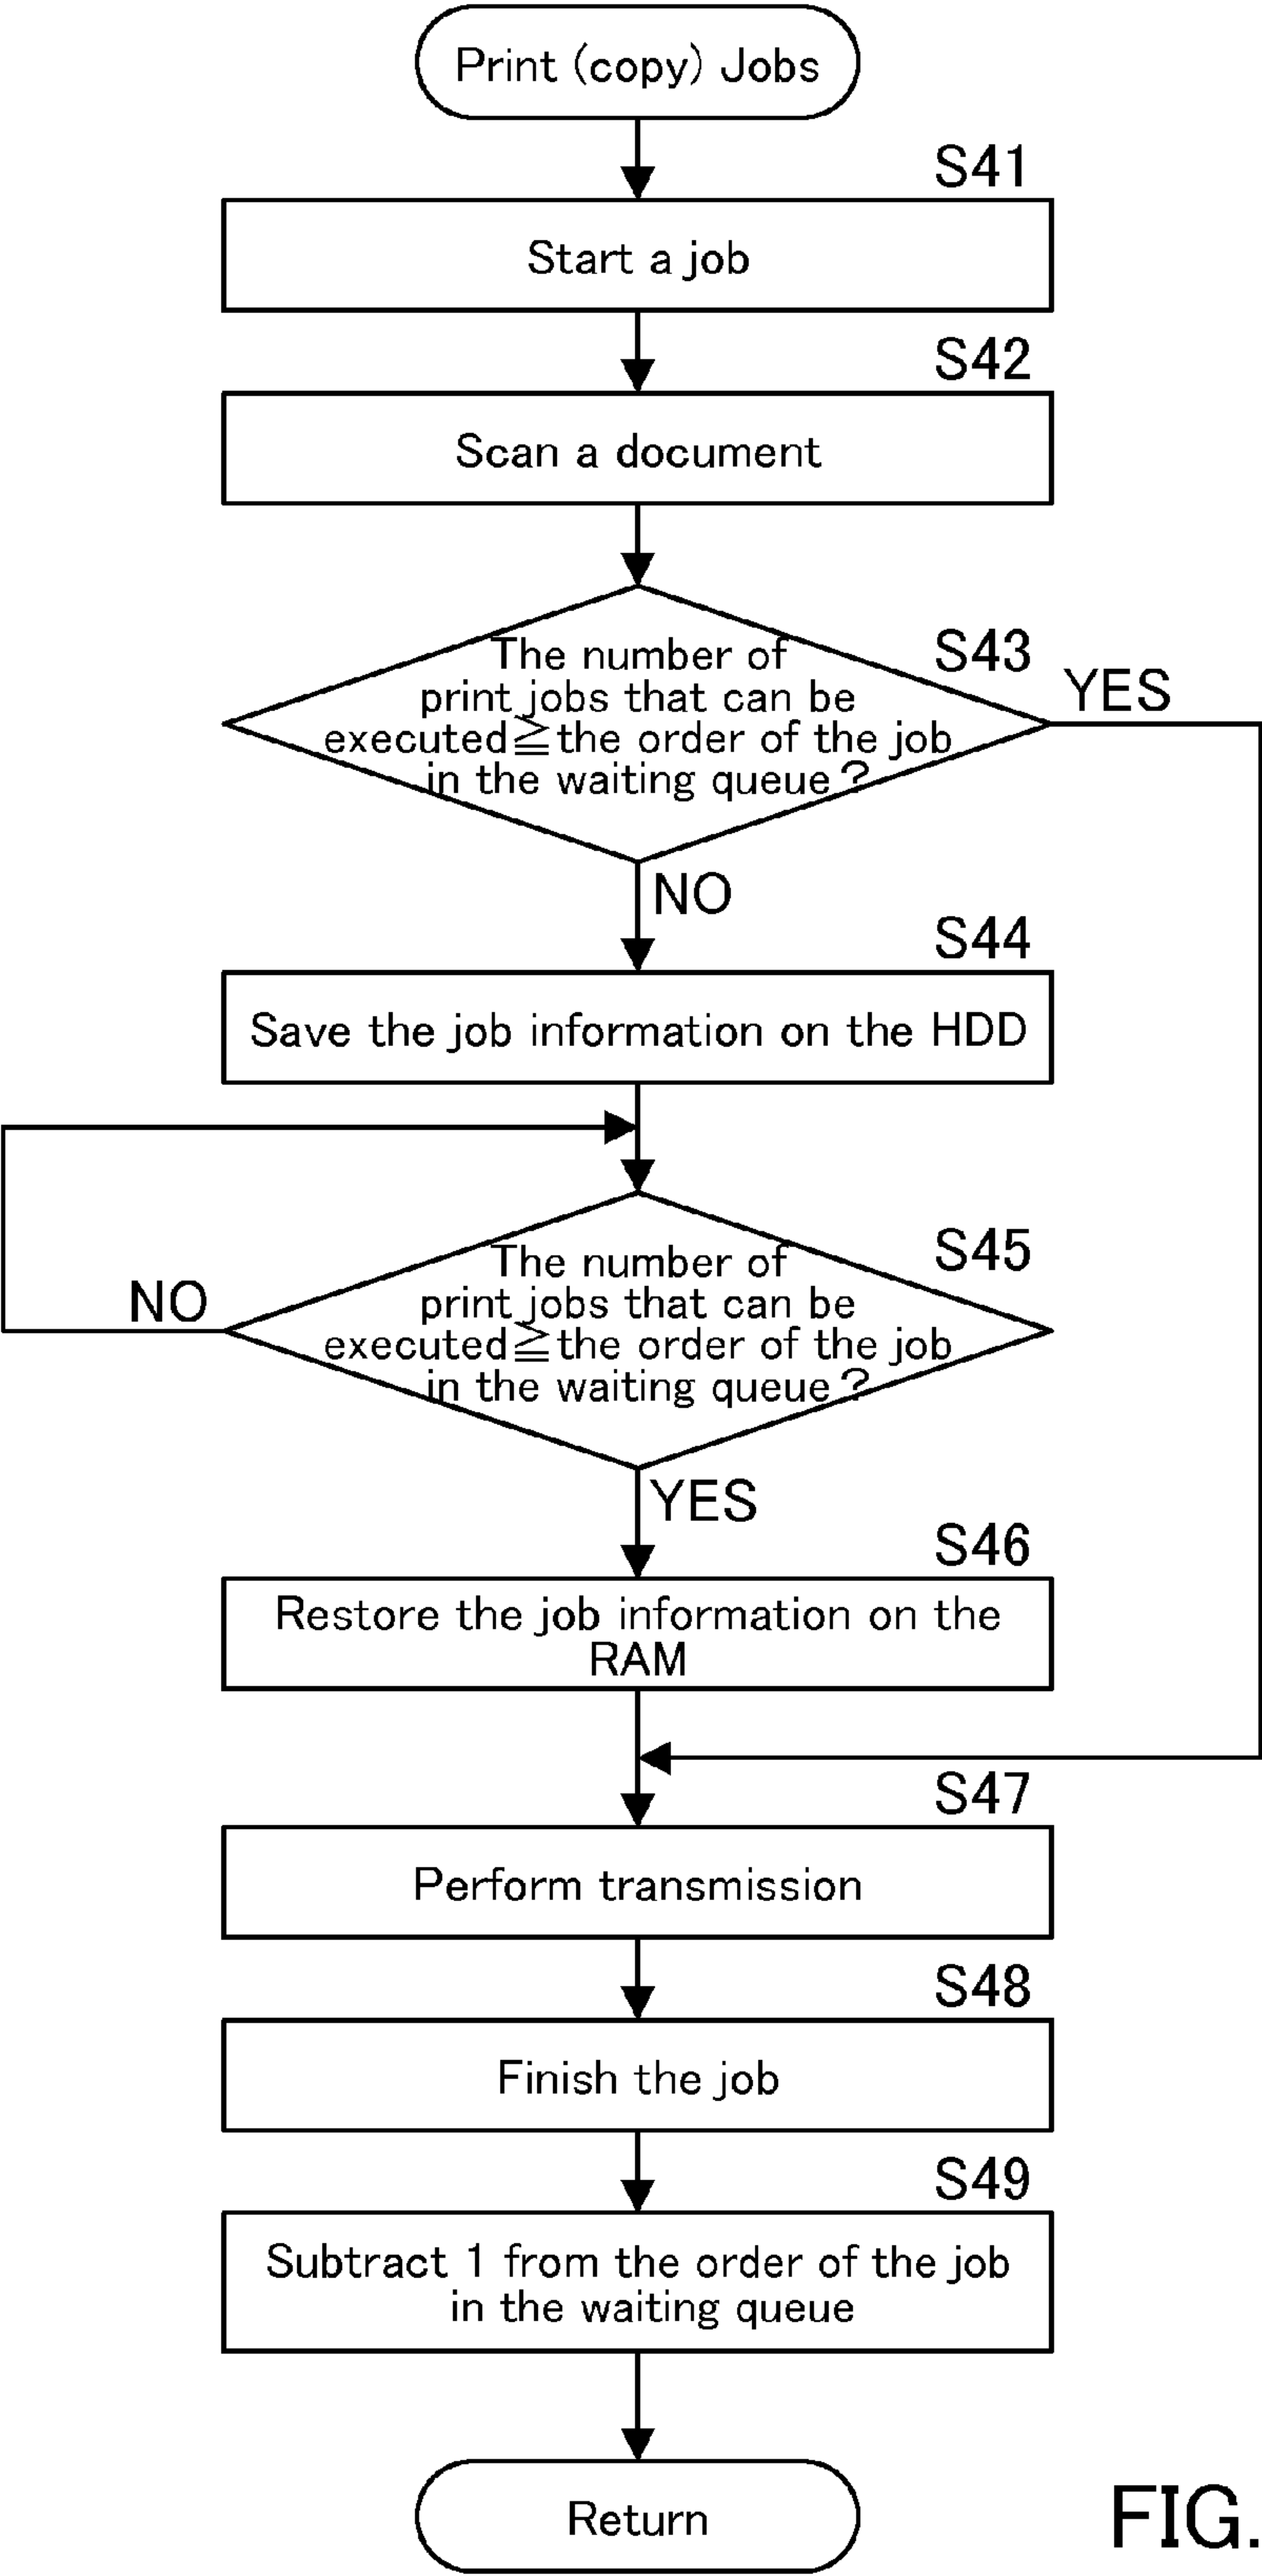 Print (copy) Jobs
S41
Start a job
S42
Scan a document
S43
The number of
print jobs that can be
executed≧the order of the job
in the waiting queue?
YES
NO
S44
Save the job information on the HDD
S45
The number of
print jobs that can be
executed≧the order of the job
in the waiting queue?
NO
YES
S46
Restore the job information on the
RAM
S47
Perform transmission
S48
Finish the job
S49
Subtract 1 from the order of the job
in the waiting queue
Return
FIG.